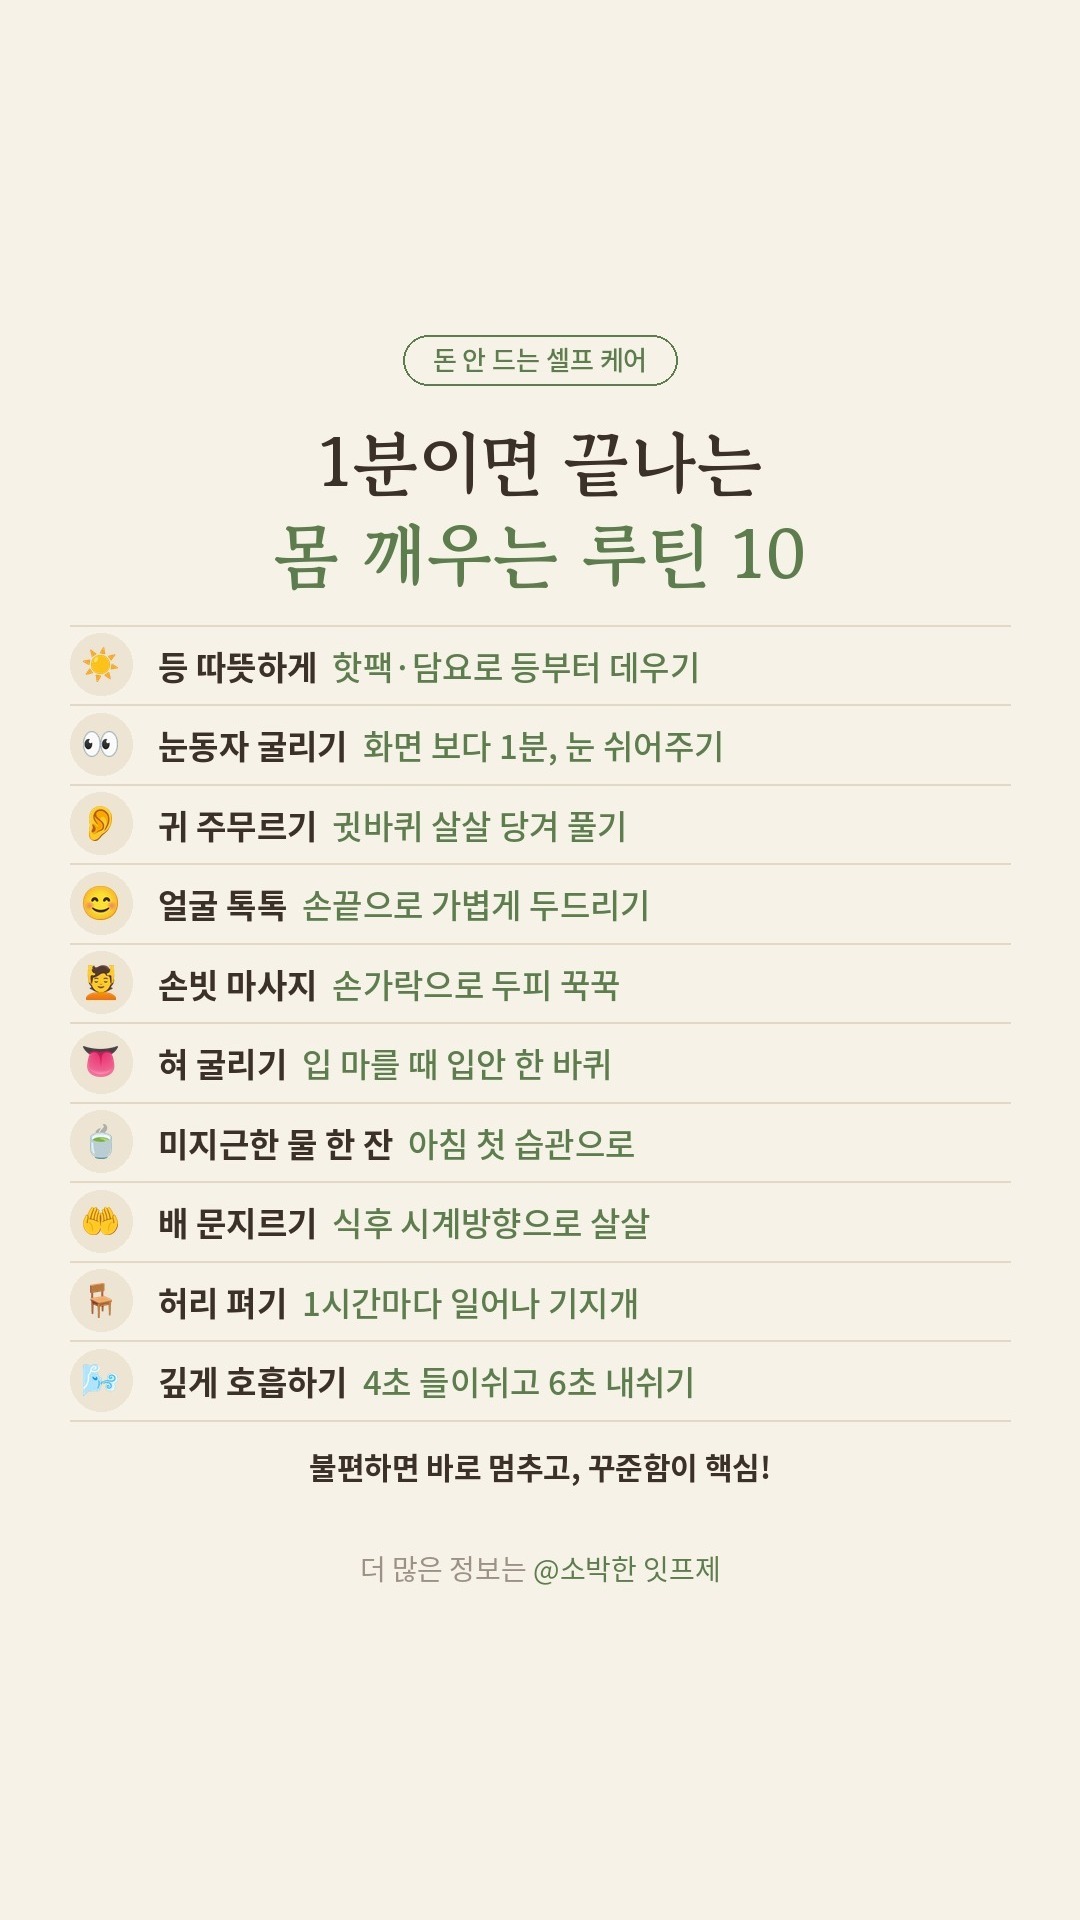 돈 안 드는 셀프 케어
1분이면 끝나는
몸 깨우는 루틴 10
등 따뜻하게 핫팩·담요로 등부터 데우기
눈동자 굴리기 화면 보다 1분, 눈 쉬어주기
귀 주무르기 귓바퀴 살살 당겨 풀기
얼굴 톡톡 손끝으로 가볍게 두드리기
손빗 마사지 손가락으로 두피 꾹꾹
혀 굴리기 입 마를 때 입안 한 바퀴
미지근한 물 한 잔 아침 첫 습관으로
배 문지르기 식후 시계방향으로 살살
허리 펴기 1시간마다 일어나 기지개
깊게 호흡하기 4초 들이쉬고 6초 내쉬기
불편하면 바로 멈추고, 꾸준함이 핵심!
더 많은 정보는 @소박한 잇프제